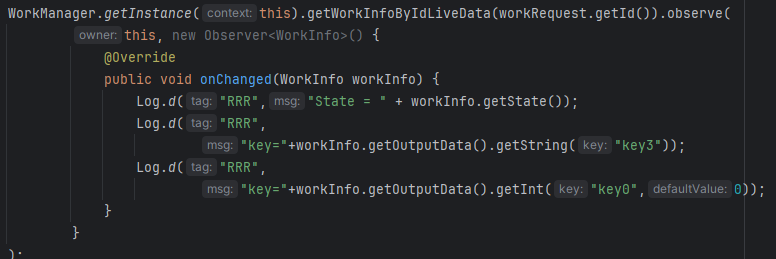 WorkManager.getInstance( context: this).getWorkInfoByIdLiveData(workRequest.getId()).observe(
owner: this, new Observer<WorkInfo>() {
@Override
public void onChanged(WorkInfo workInfo) {
Log.d( tag: "RRR", msg: "State = " + workInfo.getState());
Log.d( tag: "RRR",
msg: "key="+workInfo.getOutputData().getString( key: "key3"));
Log.d( tag: "RRR",
msg: "key="+workInfo.getOutputData().getInt( key: "key0", defaultValue: 0));
}
}
);